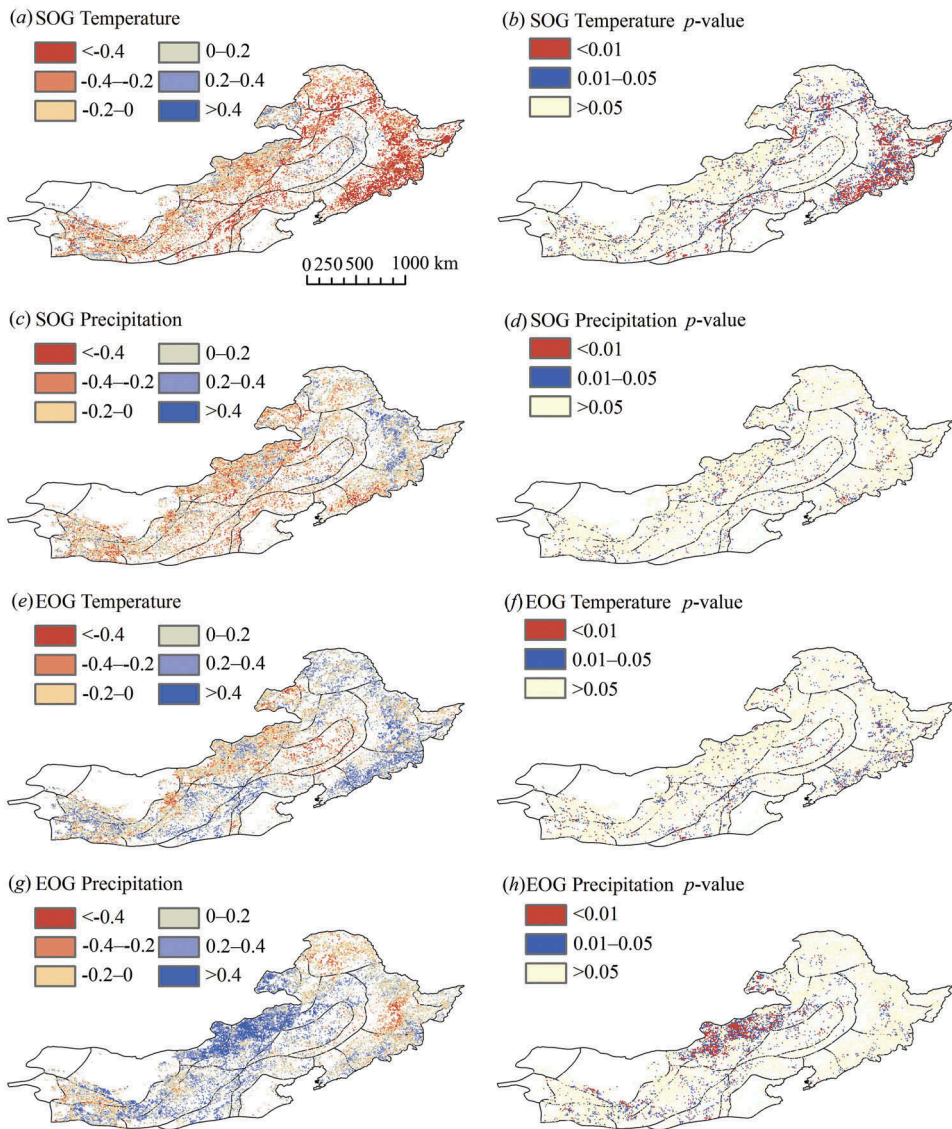 (a) SOG Temperature
<-0.4 0–0.2
-0.4–-0.2 0.2–0.4
-0.2–0 >0.4
0 250 500 1000 km
(b) SOG Temperature p-value
<0.01
0.01–0.05
>0.05
(c) SOG Precipitation
<-0.4 0–0.2
-0.4–-0.2 0.2–0.4
-0.2–0 >0.4
(d) SOG Precipitation p-value
<0.01
0.01–0.05
>0.05
(e) EOG Temperature
<-0.4 0–0.2
-0.4–-0.2 0.2–0.4
-0.2–0 >0.4
(f) EOG Temperature p-value
<0.01
0.01–0.05
>0.05
(g) EOG Precipitation
<-0.4 0–0.2
-0.4–-0.2 0.2–0.4
-0.2–0 >0.4
(h)EOG Precipitation p-value
<0.01
0.01–0.05
>0.05